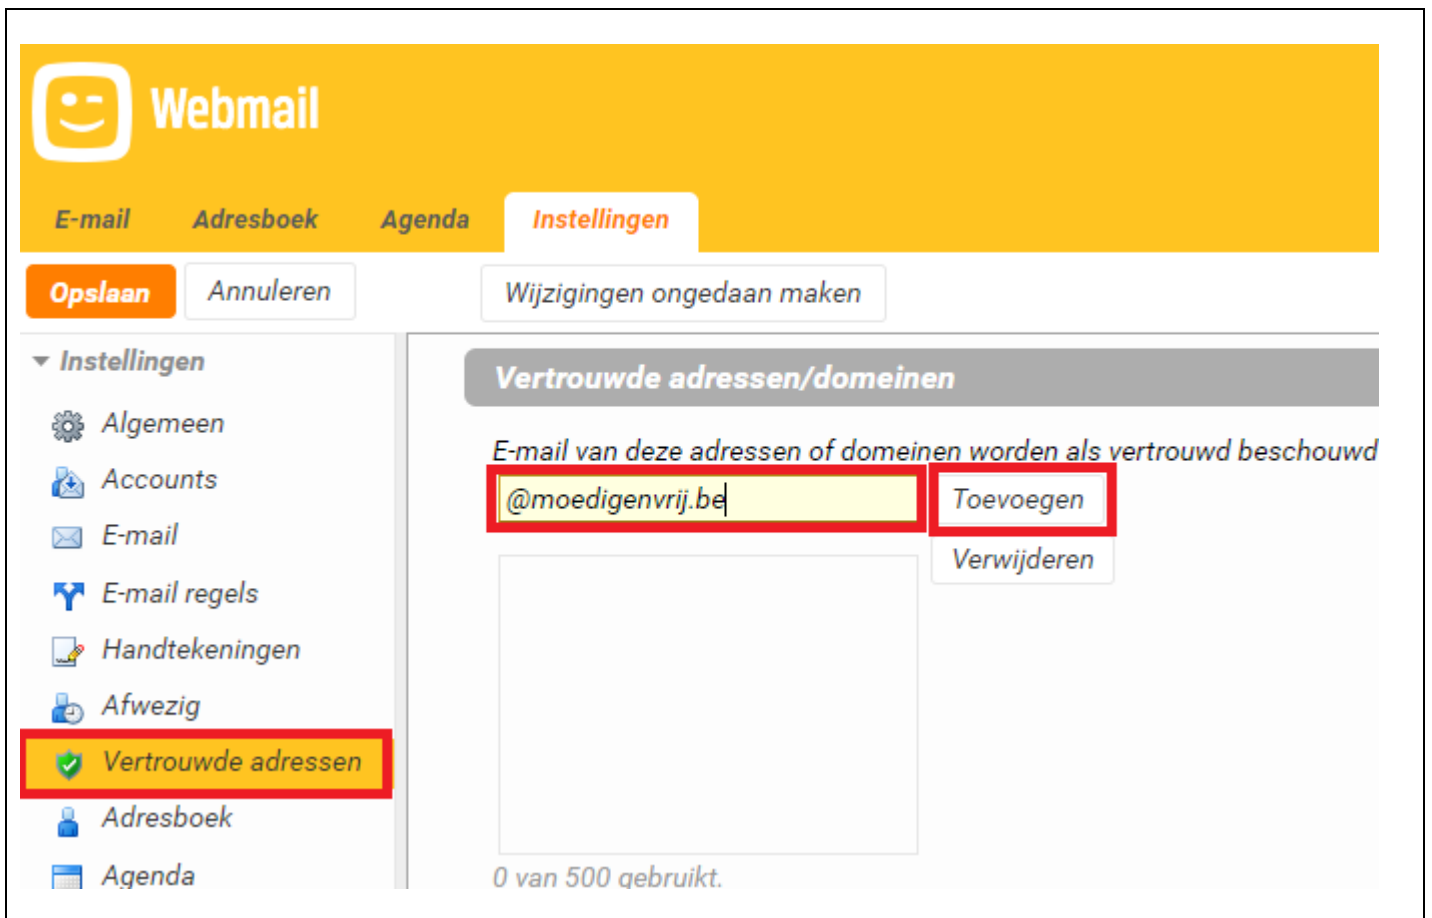 Webmail
E-mail Adresboek Agenda Instellingen
Opslaan Annuleren Wijzigingen ongedaan maken
Instellingen
Vertrouwde adressen/domeinen
Algemeen
E-mail van deze adressen of domeinen worden als vertrouwd beschouwd
Accounts
@moedigenvrij.be Toevoegen
E-mail
Verwijderen
E-mail regels
Handtekeningen
Afwezig
Vertrouwde adressen
Adresboek
Agenda
0 van 500 gebruikt.